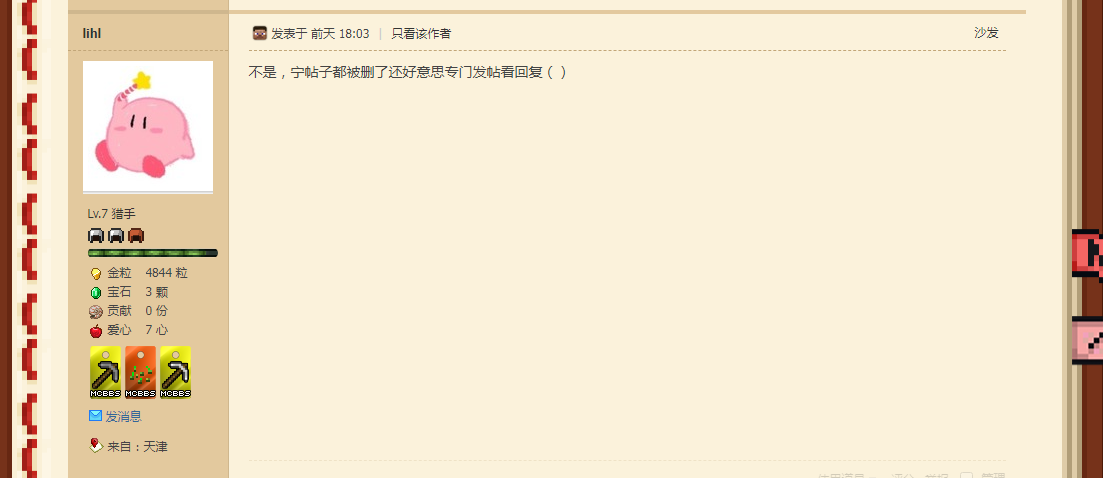 lihl
发表于 前天 18:03 | 只看该作者
沙发
不是，宁帖子都被删了还好意思专门发帖看回复（ ）
Lv.7 猎手
金粒 4844 粒
宝石 3 颗
贡献 0 份
爱心 7 心
MCBBS MCBBS MCBBS
发消息
来自：天津